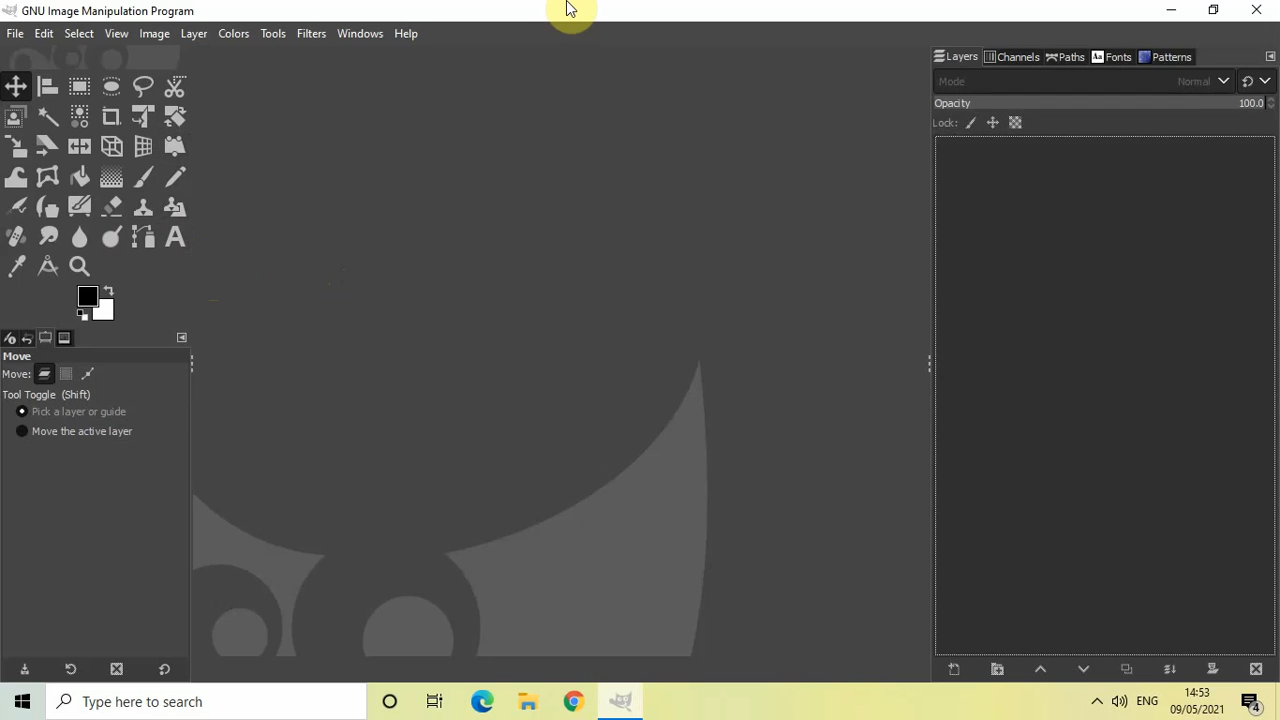 GNU Image Manipulation Program
File Edit Select View Image Layer Colors Tools Filters Windows Help
Layers Channels Paths Aa Fonts Patterns
Mode Normal
Opacity 100.0
Lock:
A
Move
Move:
Tool Toggle (Shift)
Pick a layer or guide
Move the active layer
Type here to search
ENG
14:53
09/05/2021
4